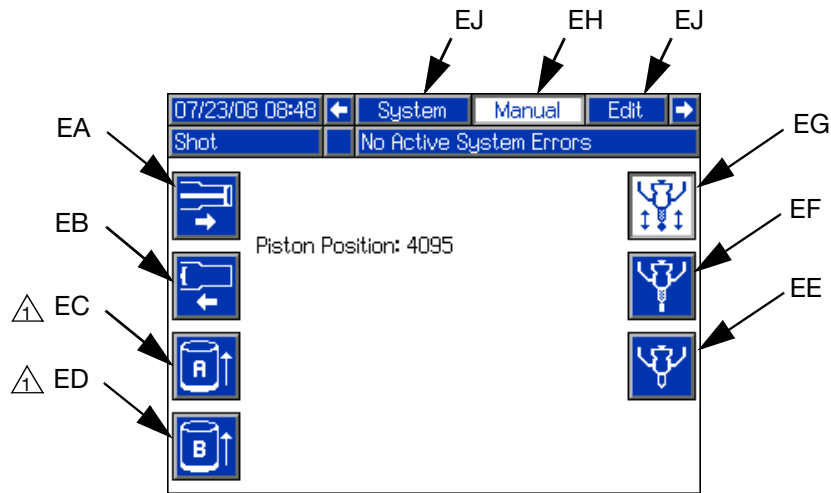 EJ EH EJ
07/23/08 08:48 System Manual Edit
Shot No Active System Errors
EA
EG
EB
Piston Position: 4095
EF
1 EC
A
EE
1 ED
B